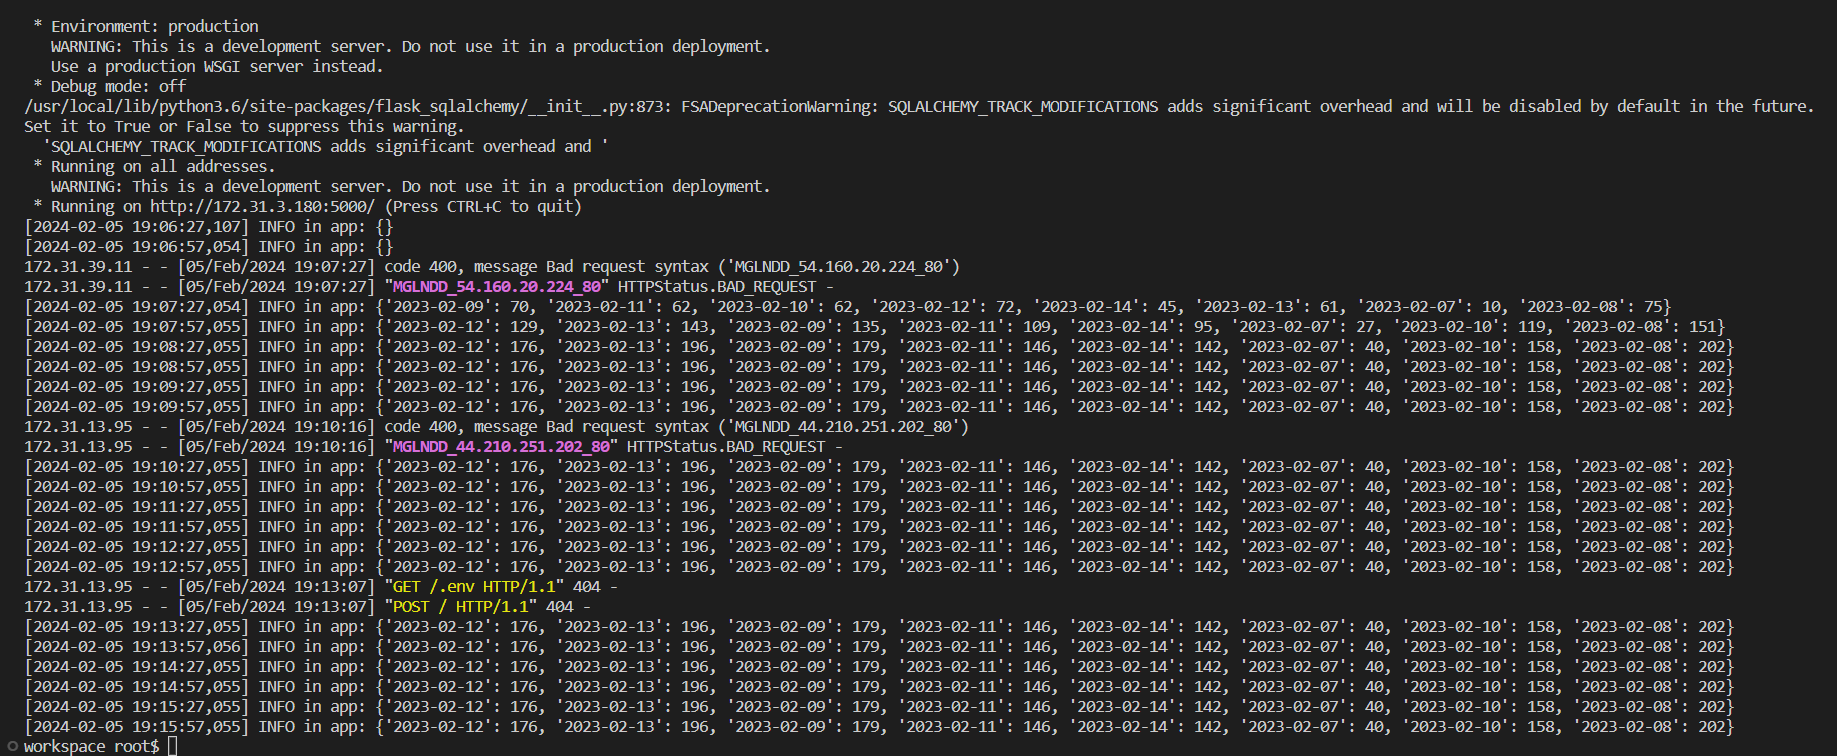 * Environment: production
WARNING: This is a development server. Do not use it in a production deployment.
Use a production WSGI server instead.
* Debug mode: off
/usr/local/lib/python3.6/site-packages/flask_sqlalchemy/__init__.py:873: FSADeprecationWarning: SQLALCHEMY_TRACK_MODIFICATIONS adds significant overhead and will be disabled by default in the future.
Set it to True or False to suppress this warning.
'SQLALCHEMY_TRACK_MODIFICATIONS adds significant overhead and '
* Running on all addresses.
WARNING: This is a development server. Do not use it in a production deployment.
* Running on http://172.31.3.180:5000/ (Press CTRL+C to quit)
[2024-02-05 19:06:27,107] INFO in app: {}
[2024-02-05 19:06:57,054] INFO in app: {}
172.31.39.11 - - [05/Feb/2024 19:07:27] code 400, message Bad request syntax ('MGLNDD_54.160.20.224_80')
172.31.39.11 - - [05/Feb/2024 19:07:27] "MGLNDD_54.160.20.224_80" HTTPStatus.BAD_REQUEST -
[2024-02-05 19:07:27,054] INFO in app: {'2023-02-09': 70, '2023-02-11': 62, '2023-02-10': 62, '2023-02-12': 72, '2023-02-14': 45, '2023-02-13': 61, '2023-02-07': 10, '2023-02-08': 75}
[2024-02-05 19:07:57,055] INFO in app: {'2023-02-12': 129, '2023-02-13': 143, '2023-02-09': 135, '2023-02-11': 109, '2023-02-14': 95, '2023-02-07': 27, '2023-02-10': 119, '2023-02-08': 151}
[2024-02-05 19:08:27,055] INFO in app: {'2023-02-12': 176, '2023-02-13': 196, '2023-02-09': 179, '2023-02-11': 146, '2023-02-14': 142, '2023-02-07': 40, '2023-02-10': 158, '2023-02-08': 202}
[2024-02-05 19:08:57,055] INFO in app: {'2023-02-12': 176, '2023-02-13': 196, '2023-02-09': 179, '2023-02-11': 146, '2023-02-14': 142, '2023-02-07': 40, '2023-02-10': 158, '2023-02-08': 202}
[2024-02-05 19:09:27,055] INFO in app: {'2023-02-12': 176, '2023-02-13': 196, '2023-02-09': 179, '2023-02-11': 146, '2023-02-14': 142, '2023-02-07': 40, '2023-02-10': 158, '2023-02-08': 202}
[2024-02-05 19:09:57,055] INFO in app: {'2023-02-12': 176, '2023-02-13': 196, '2023-02-09': 179, '2023-02-11': 146, '2023-02-14': 142, '2023-02-07': 40, '2023-02-10': 158, '2023-02-08': 202}
172.31.13.95 - - [05/Feb/2024 19:10:16] code 400, message Bad request syntax ('MGLNDD_44.210.251.202_80')
172.31.13.95 - - [05/Feb/2024 19:10:16] "MGLNDD_44.210.251.202_80" HTTPStatus.BAD_REQUEST -
[2024-02-05 19:10:27,055] INFO in app: {'2023-02-12': 176, '2023-02-13': 196, '2023-02-09': 179, '2023-02-11': 146, '2023-02-14': 142, '2023-02-07': 40, '2023-02-10': 158, '2023-02-08': 202}
[2024-02-05 19:10:57,055] INFO in app: {'2023-02-12': 176, '2023-02-13': 196, '2023-02-09': 179, '2023-02-11': 146, '2023-02-14': 142, '2023-02-07': 40, '2023-02-10': 158, '2023-02-08': 202}
[2024-02-05 19:11:27,055] INFO in app: {'2023-02-12': 176, '2023-02-13': 196, '2023-02-09': 179, '2023-02-11': 146, '2023-02-14': 142, '2023-02-07': 40, '2023-02-10': 158, '2023-02-08': 202}
[2024-02-05 19:11:57,055] INFO in app: {'2023-02-12': 176, '2023-02-13': 196, '2023-02-09': 179, '2023-02-11': 146, '2023-02-14': 142, '2023-02-07': 40, '2023-02-10': 158, '2023-02-08': 202}
[2024-02-05 19:12:27,055] INFO in app: {'2023-02-12': 176, '2023-02-13': 196, '2023-02-09': 179, '2023-02-11': 146, '2023-02-14': 142, '2023-02-07': 40, '2023-02-10': 158, '2023-02-08': 202}
[2024-02-05 19:12:57,055] INFO in app: {'2023-02-12': 176, '2023-02-13': 196, '2023-02-09': 179, '2023-02-11': 146, '2023-02-14': 142, '2023-02-07': 40, '2023-02-10': 158, '2023-02-08': 202}
172.31.13.95 - - [05/Feb/2024 19:13:07] "GET /.env HTTP/1.1" 404 -
172.31.13.95 - - [05/Feb/2024 19:13:07] "POST / HTTP/1.1" 404 -
[2024-02-05 19:13:27,055] INFO in app: {'2023-02-12': 176, '2023-02-13': 196, '2023-02-09': 179, '2023-02-11': 146, '2023-02-14': 142, '2023-02-07': 40, '2023-02-10': 158, '2023-02-08': 202}
[2024-02-05 19:13:57,056] INFO in app: {'2023-02-12': 176, '2023-02-13': 196, '2023-02-09': 179, '2023-02-11': 146, '2023-02-14': 142, '2023-02-07': 40, '2023-02-10': 158, '2023-02-08': 202}
[2024-02-05 19:14:27,055] INFO in app: {'2023-02-12': 176, '2023-02-13': 196, '2023-02-09': 179, '2023-02-11': 146, '2023-02-14': 142, '2023-02-07': 40, '2023-02-10': 158, '2023-02-08': 202}
[2024-02-05 19:14:57,055] INFO in app: {'2023-02-12': 176, '2023-02-13': 196, '2023-02-09': 179, '2023-02-11': 146, '2023-02-14': 142, '2023-02-07': 40, '2023-02-10': 158, '2023-02-08': 202}
[2024-02-05 19:15:27,055] INFO in app: {'2023-02-12': 176, '2023-02-13': 196, '2023-02-09': 179, '2023-02-11': 146, '2023-02-14': 142, '2023-02-07': 40, '2023-02-10': 158, '2023-02-08': 202}
[2024-02-05 19:15:57,055] INFO in app: {'2023-02-12': 176, '2023-02-13': 196, '2023-02-09': 179, '2023-02-11': 146, '2023-02-14': 142, '2023-02-07': 40, '2023-02-10': 158, '2023-02-08': 202}
workspace root$